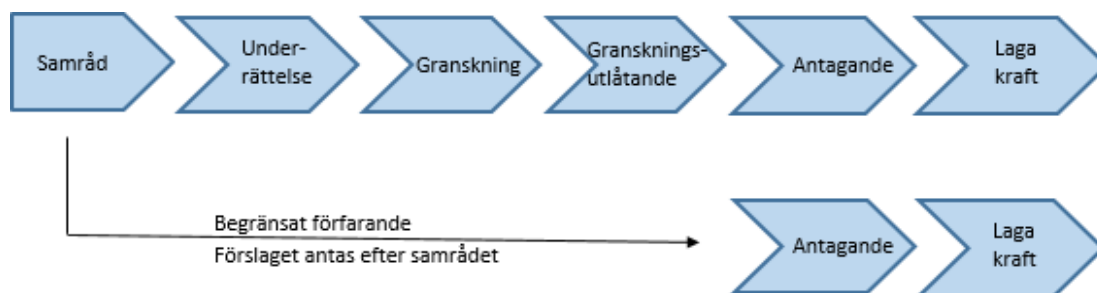 Samråd
Under-
rättelse
Granskning
Gransknings-
utlåtande
Antagande
Laga
kraft
Begränsat förfarande
Förslaget antas efter samrådet
Antagande
Laga
kraft